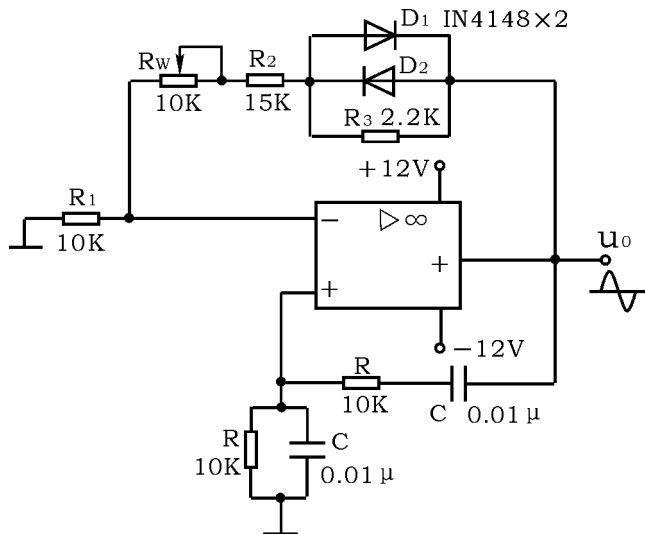 D1 IN4148×2
RW
R2
D2
10K
15K
R3 2.2K
+12V
R1
10K
− ▷ ∞
+
+
u0
−12V
R
10K
C
0.01μ
R
10K
C
0.01μ